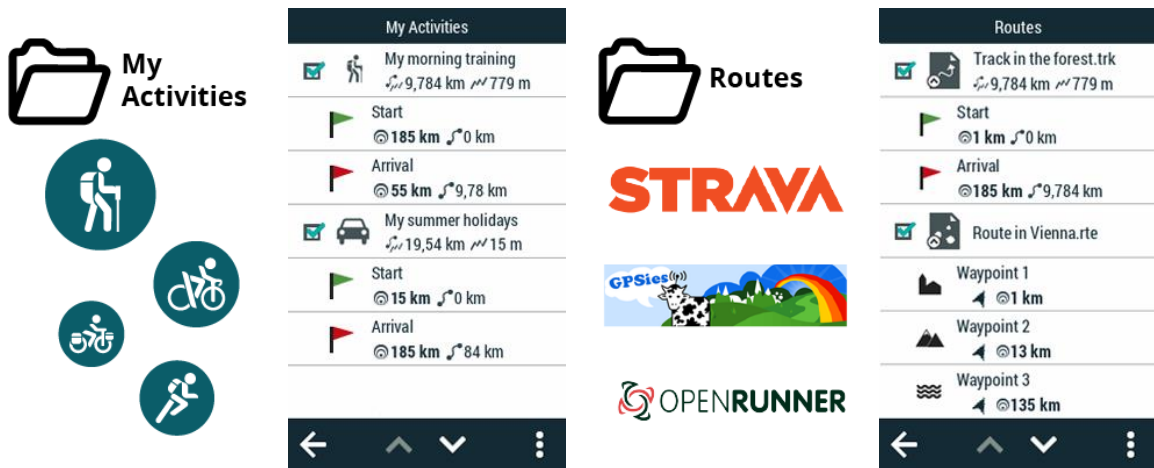 My
Activities
My Activities
My morning training
9,784 km 779 m
Start
185 km 0 km
Arrival
55 km 9,78 km
My summer holidays
19,54 km 15 m
Start
15 km 0 km
Arrival
185 km 84 km
Routes
STRAVA
GPSies
OPENRUNNER
Routes
Track in the forest.trk
9,784 km 779 m
Start
1 km 0 km
Arrival
185 km 9,784 km
Route in Vienna.rte
Waypoint 1
1 km
Waypoint 2
13 km
Waypoint 3
135 km